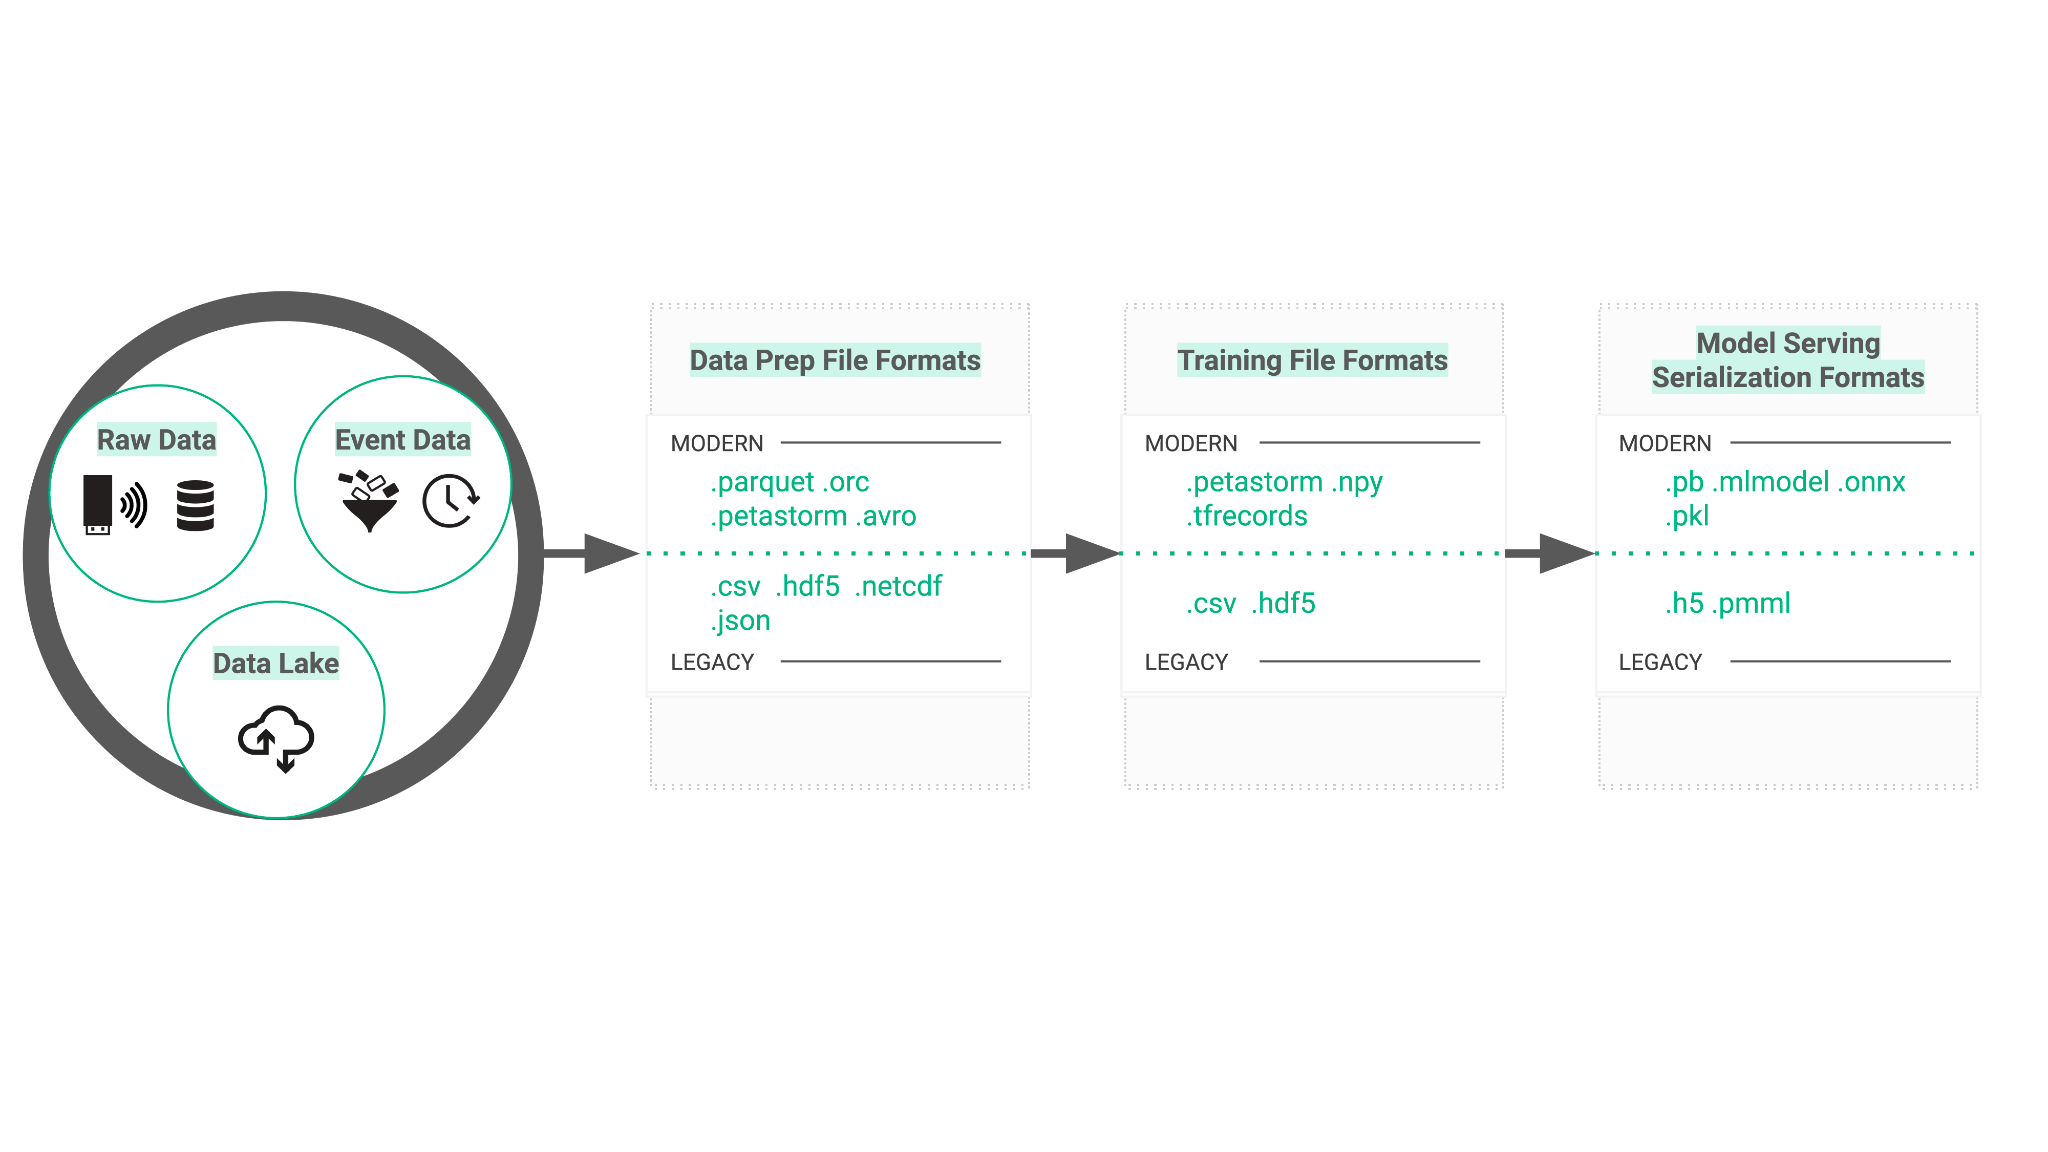 Raw Data
Event Data
Data Lake
Data Prep File Formats
MODERN
.parquet .orc
.petastorm .avro
.csv .hdf5 .netcdf
.json
LEGACY
Training File Formats
MODERN
.petastorm .npy
.tfrecords
.csv .hdf5
LEGACY
Model Serving
Serialization Formats
MODERN
.pb .mlmodel .onnx
.pkl
.h5 .pmml
LEGACY